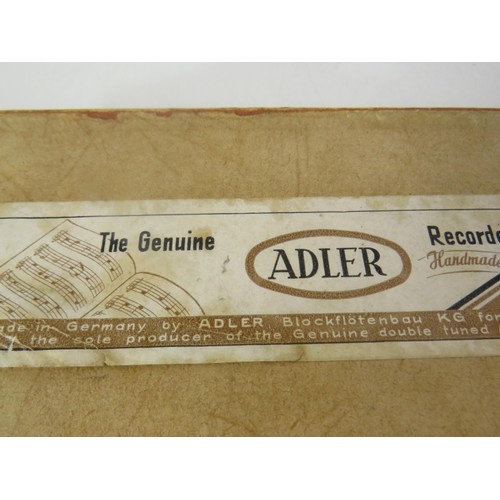 The Genuine ADLER Recorde
Handmade
ade in Germany by ADLER Blockflötenbau KG for
the sole producer of the Genuine double tuned